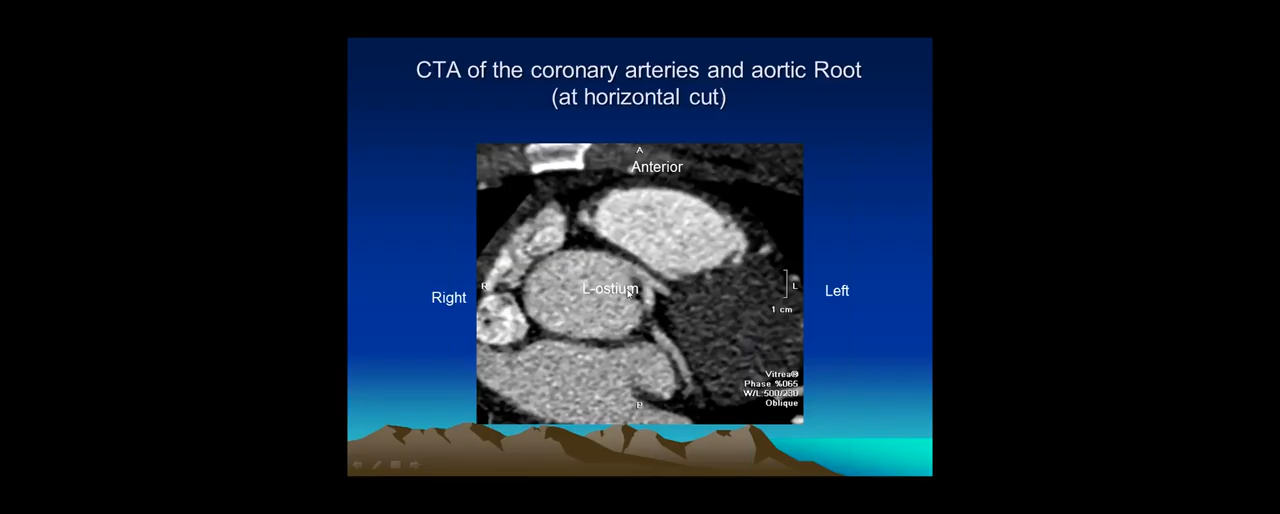 CTA of the coronary arteries and aortic Root
(at horizontal cut)
A
Anterior
R
L-ostium
L
Right
Left
1 cm
Vitrea®
Phase %065
W/L:500/230
Oblique
P